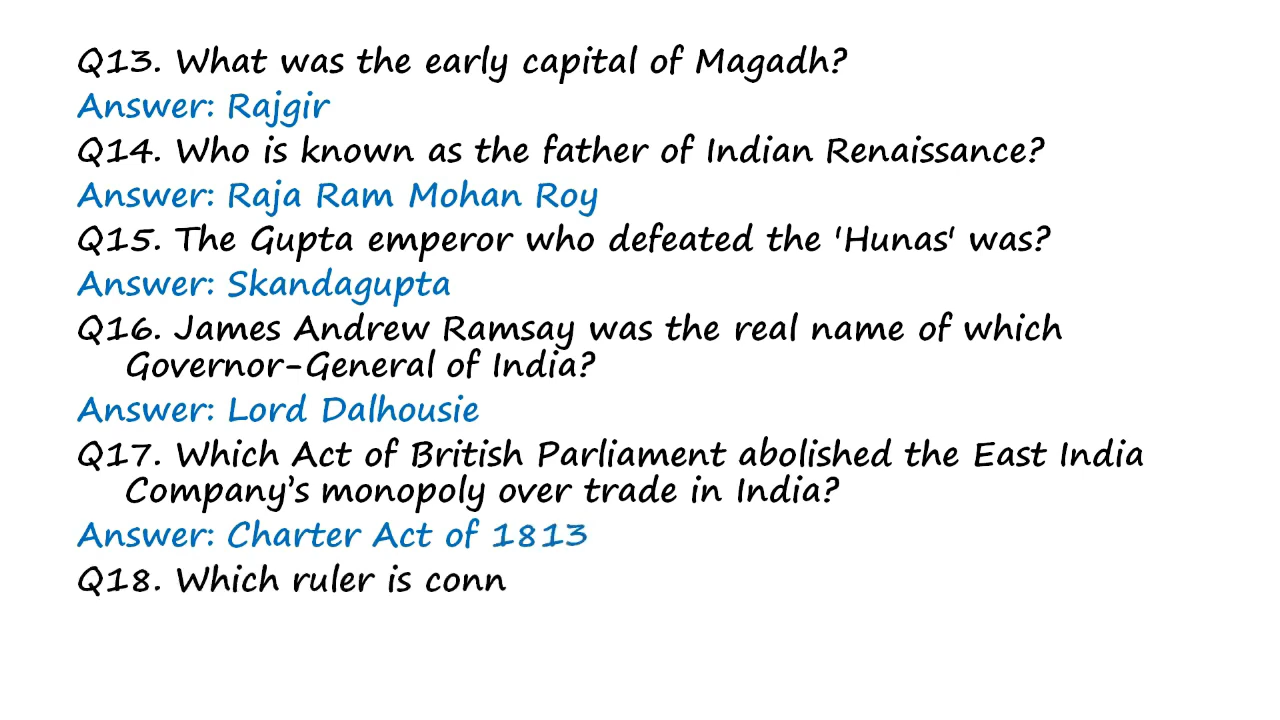 Q13. What was the early capital of Magadh?
Answer: Rajgir
Q14. Who is known as the father of Indian Renaissance?
Answer: Raja Ram Mohan Roy
Q15. The Gupta emperor who defeated the 'Hunas' was?
Answer: Skandagupta
Q16. James Andrew Ramsay was the real name of which
Governor-General of India?
Answer: Lord Dalhousie
Q17. Which Act of British Parliament abolished the East India
Company’s monopoly over trade in India?
Answer: Charter Act of 1813
Q18. Which ruler is conn